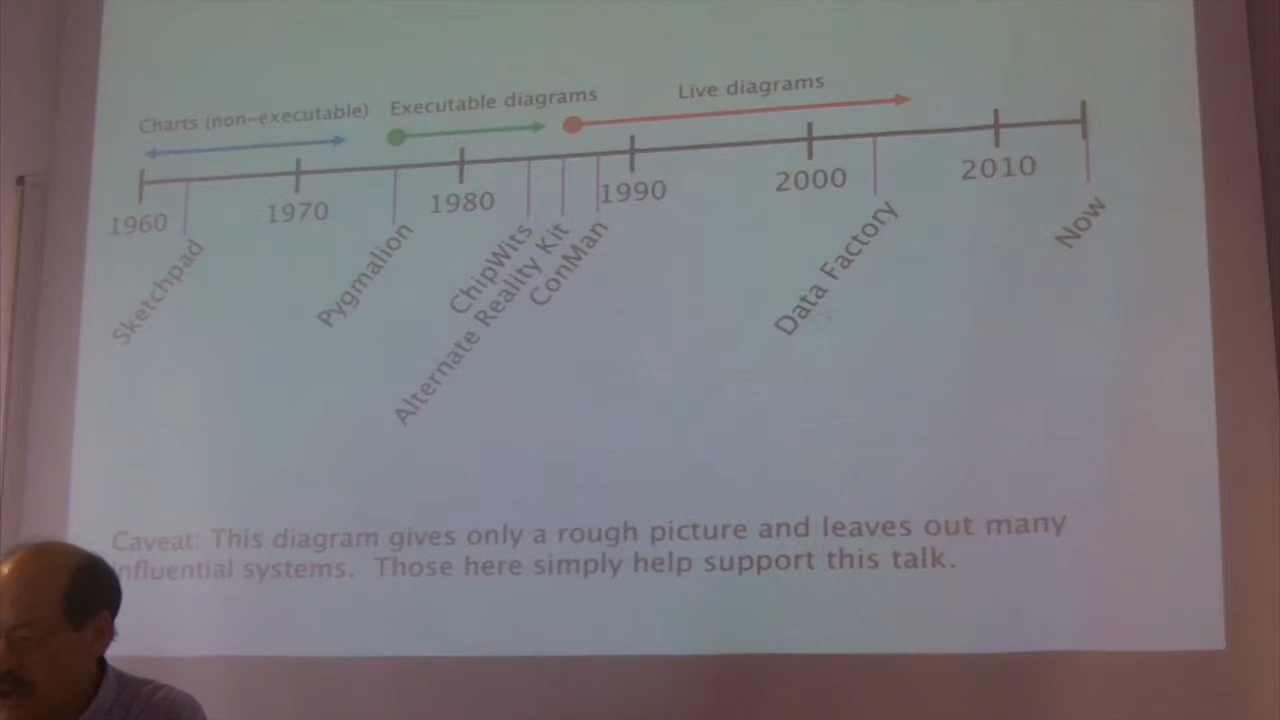 Charts (non-executable)
Executable diagrams
Live diagrams
1960
1970
1980
1990
2000
2010
Sketchpad
Pygmalion
ChipWits
Alternate Reality Kit
ConMan
Data Factory
Now
Caveat: This diagram gives only a rough picture and leaves out many
influential systems. Those here simply help support this talk.